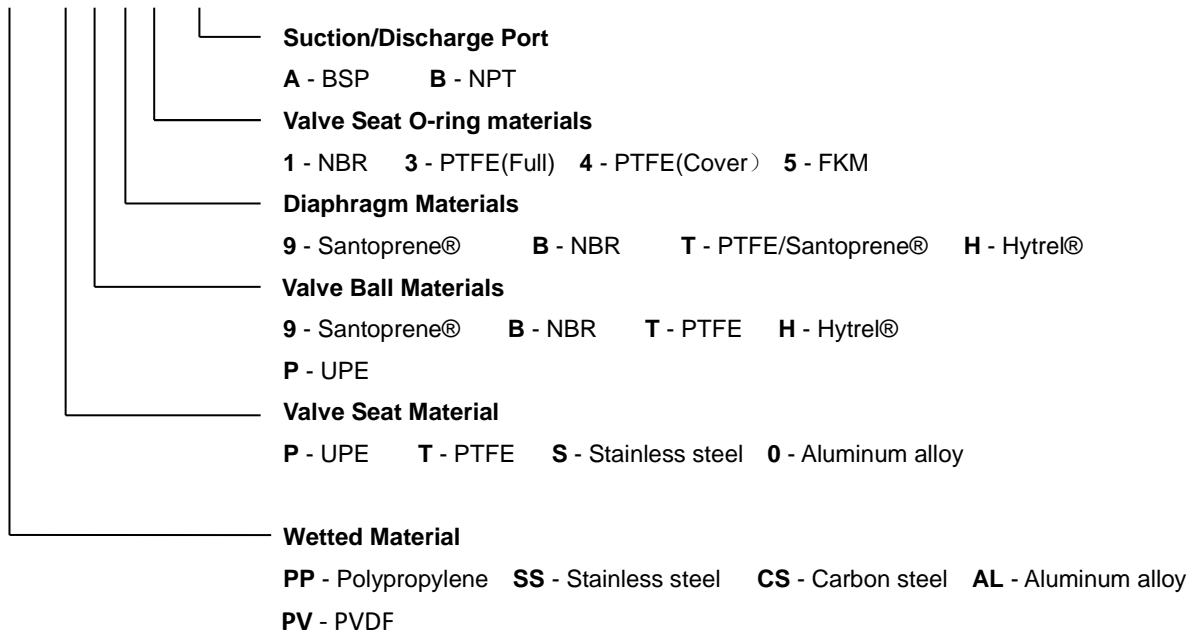 Suction/Discharge Port
A - BSP B - NPT
Valve Seat O-ring materials
1 - NBR 3 - PTFE(Full) 4 - PTFE(Cover） 5 - FKM
Diaphragm Materials
9 - Santoprene® B - NBR T - PTFE/Santoprene® H - Hytrel®
Valve Ball Materials
9 - Santoprene® B - NBR T - PTFE H - Hytrel®
P - UPE
Valve Seat Material
P - UPE T - PTFE S - Stainless steel 0 - Aluminum alloy
Wetted Material
PP - Polypropylene SS - Stainless steel CS - Carbon steel AL - Aluminum alloy
PV - PVDF